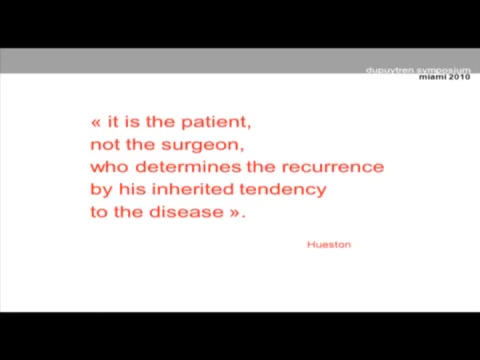 dupuytren symposium
miami 2010
« it is the patient,
not the surgeon,
who determines the recurrence
by his inherited tendency
to the disease ».
Hueston